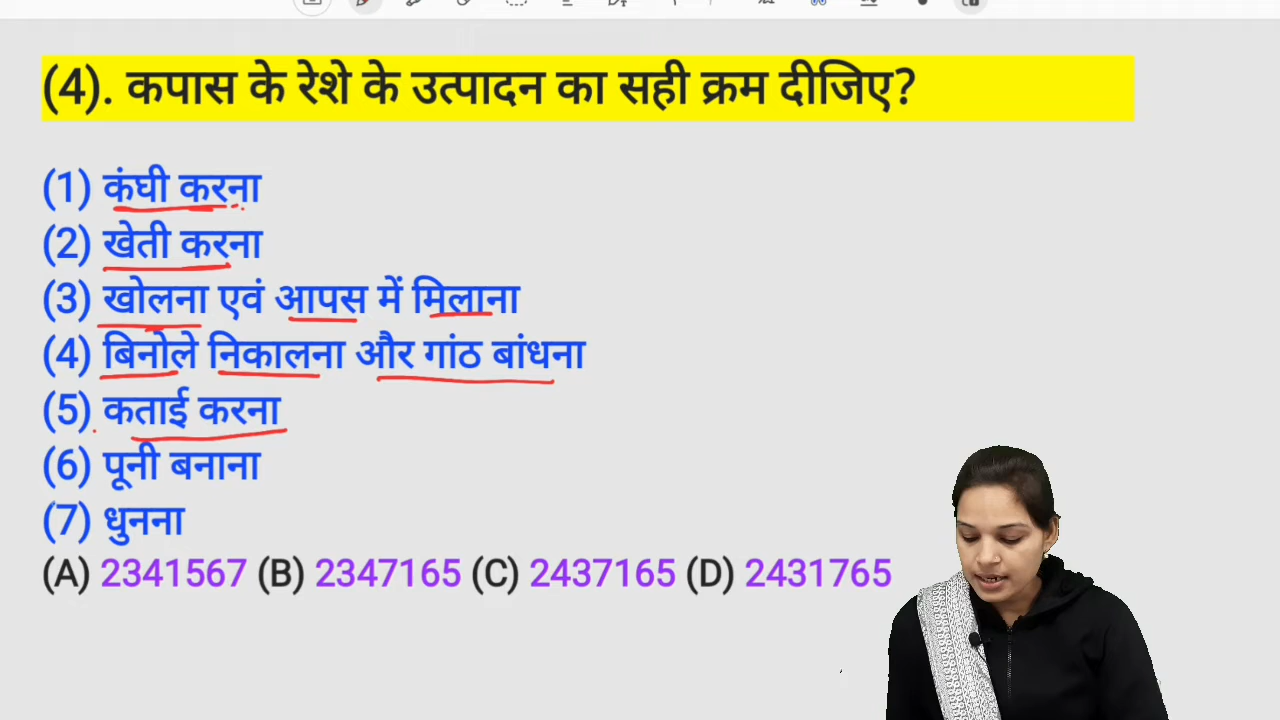 (4). कपास के रेशे के उत्पादन का सही क्रम दीजिए?
(1) कंघी करना
(2) खेती करना
(3) खोलना एवं आपस में मिलाना
(4) बिनोले निकालना और गांठ बांधना
(5) कताई करना
(6) पूनी बनाना
(7) धुनना
(A) 2341567 (B) 2347165 (C) 2437165 (D) 2431765